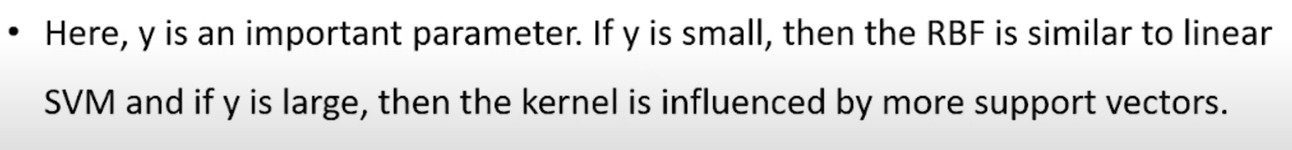 • Here, y is an important parameter. If y is small, then the RBF is similar to linear
SVM and if y is large, then the kernel is influenced by more support vectors.